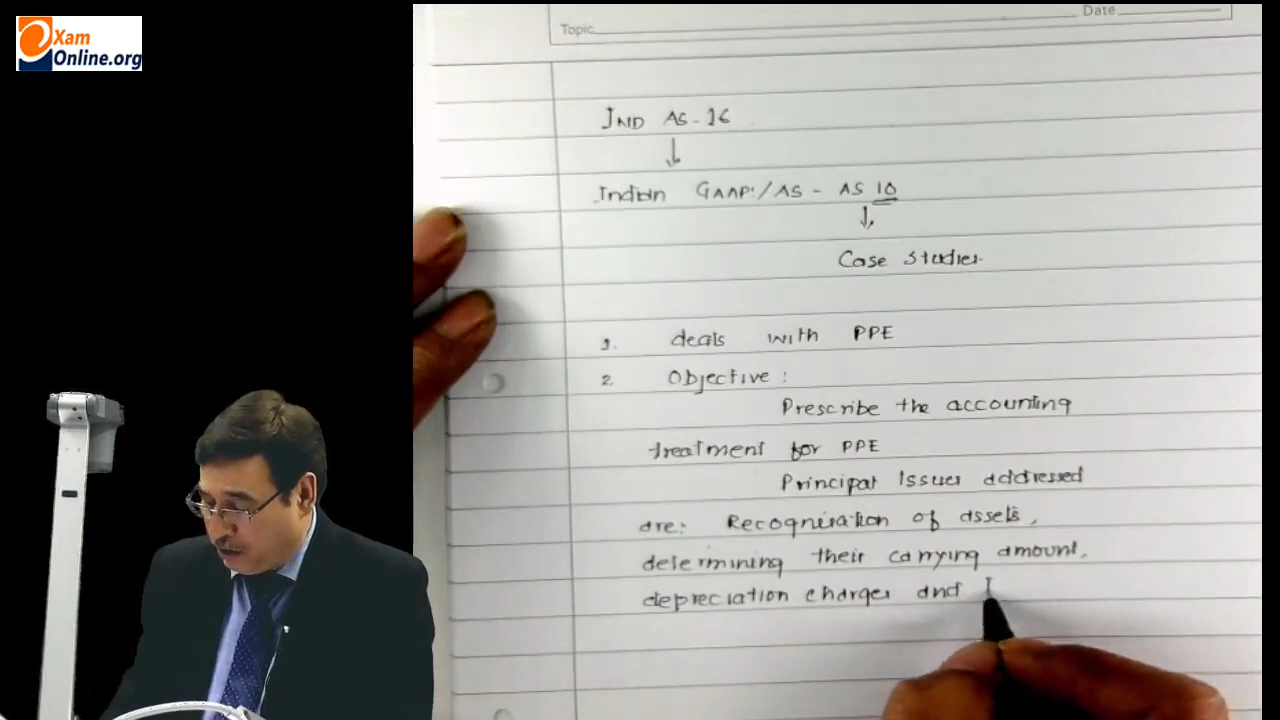 Xam
Online.org
Topic
Date
IND AS - 16
Indian GAAP:/AS - AS 10
Case Studies.
1. deals with PPE
2. Objective :
Prescribe the accounting
treatment for PPE
Principal Issues addressed
are: Recognisation of assets,
determining their carrying amount,
depreciation charges and I